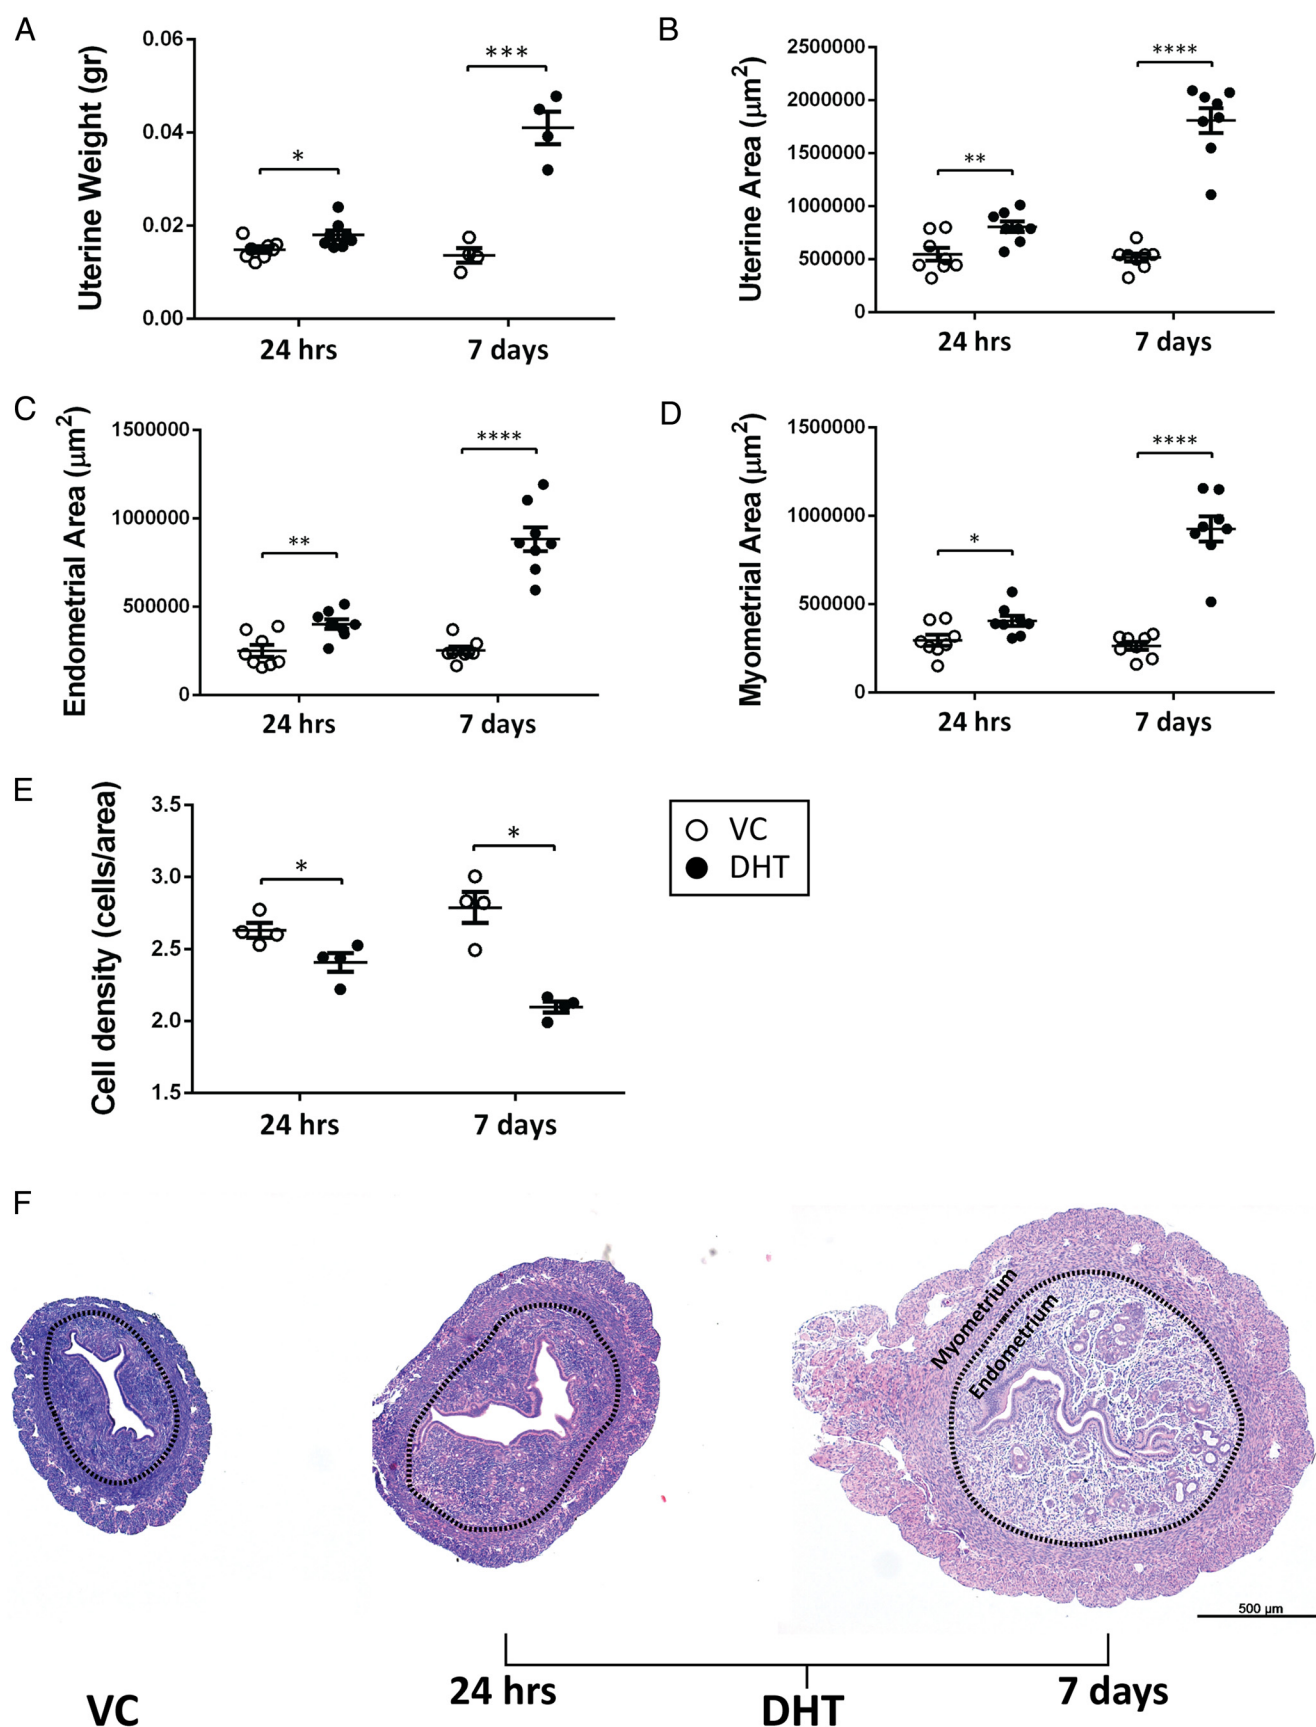 A
Uterine Weight (gr)
0.06
0.04
0.02
0.00
*
***
24 hrs
7 days
B
Uterine Area (μm²)
2500000
2000000
1500000
1000000
500000
0
**
****
24 hrs
7 days
C
Endometrial Area (μm²)
1500000
1000000
500000
0
**
****
24 hrs
7 days
D
Myometrial Area (μm²)
1500000
1000000
500000
0
*
****
24 hrs
7 days
E
Cell density (cells/area)
3.5
3.0
2.5
2.0
1.5
*
*
24 hrs
7 days
VC
DHT
F
Myometrium
Endometrium
500 μm
24 hrs
7 days
VC
DHT